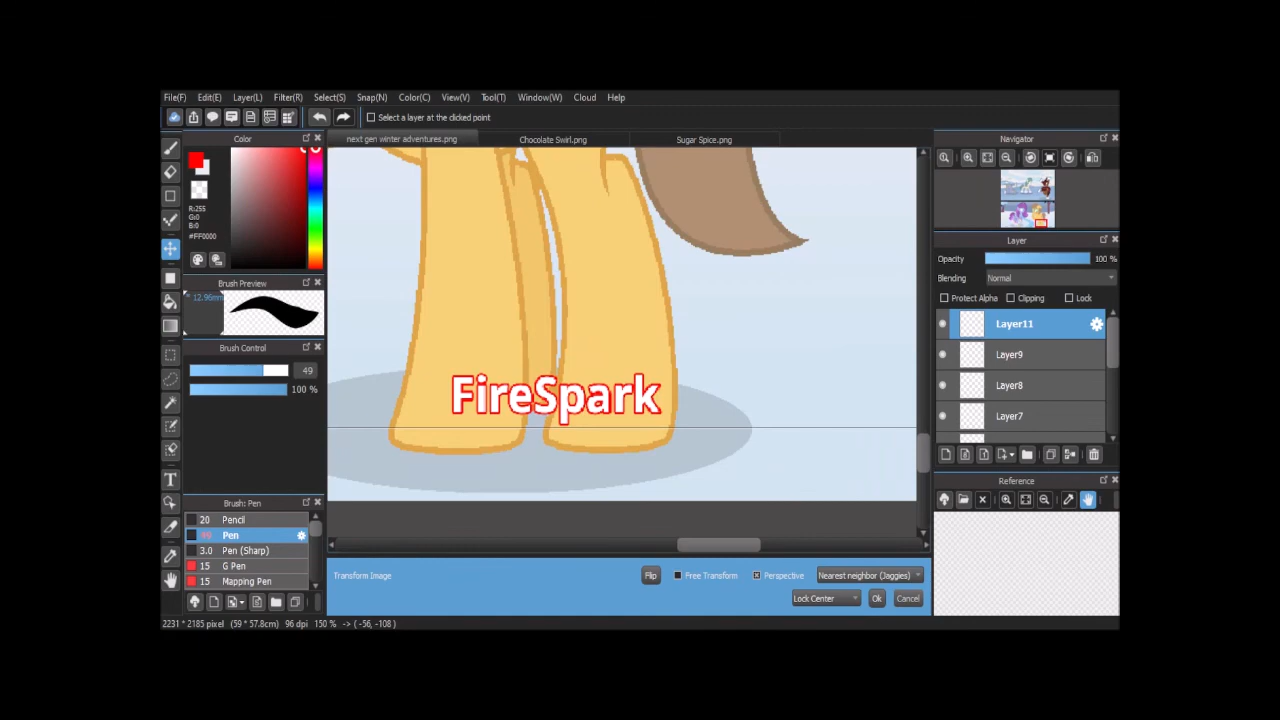 File(F) Edit(E) Layer(L) Filter(R) Select(S) Snap(N) Color(C) View(V) Tool(T) Window(W) Cloud Help
Select a layer at the clicked point
Color
next gen winter adventures.png Chocolate Swirl.png Sugar Spice.png
Navigator
R:255
G:0
B:0
#FF0000
Layer
Opacity 100 %
Blending Normal
Brush Preview
12.96mm
Protect Alpha Clipping Lock
Layer11
Brush Control
Layer9
49
100 %
Layer8
FireSpark
Layer7
Reference
Brush: Pen
20 Pencil
49 Pen
3.0 Pen (Sharp)
15 G Pen
15 Mapping Pen
Transform Image Flip Free Transform Perspective Nearest neighbor (Jaggies)
Lock Center Ok Cancel
2231 * 2185 pixel (59 * 57.8cm) 96 dpi 150 % -> ( -56, -108 )